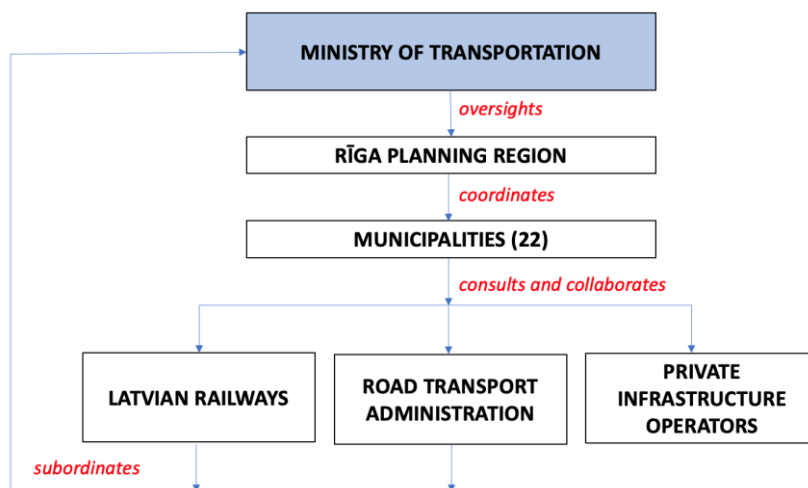 MINISTRY OF TRANSPORTATION
oversights
RĪGA PLANNING REGION
coordinates
MUNICIPALITIES (22)
consults and collaborates
LATVIAN RAILWAYS
ROAD TRANSPORT
ADMINISTRATION
PRIVATE
INFRASTRUCTURE
OPERATORS
subordinates